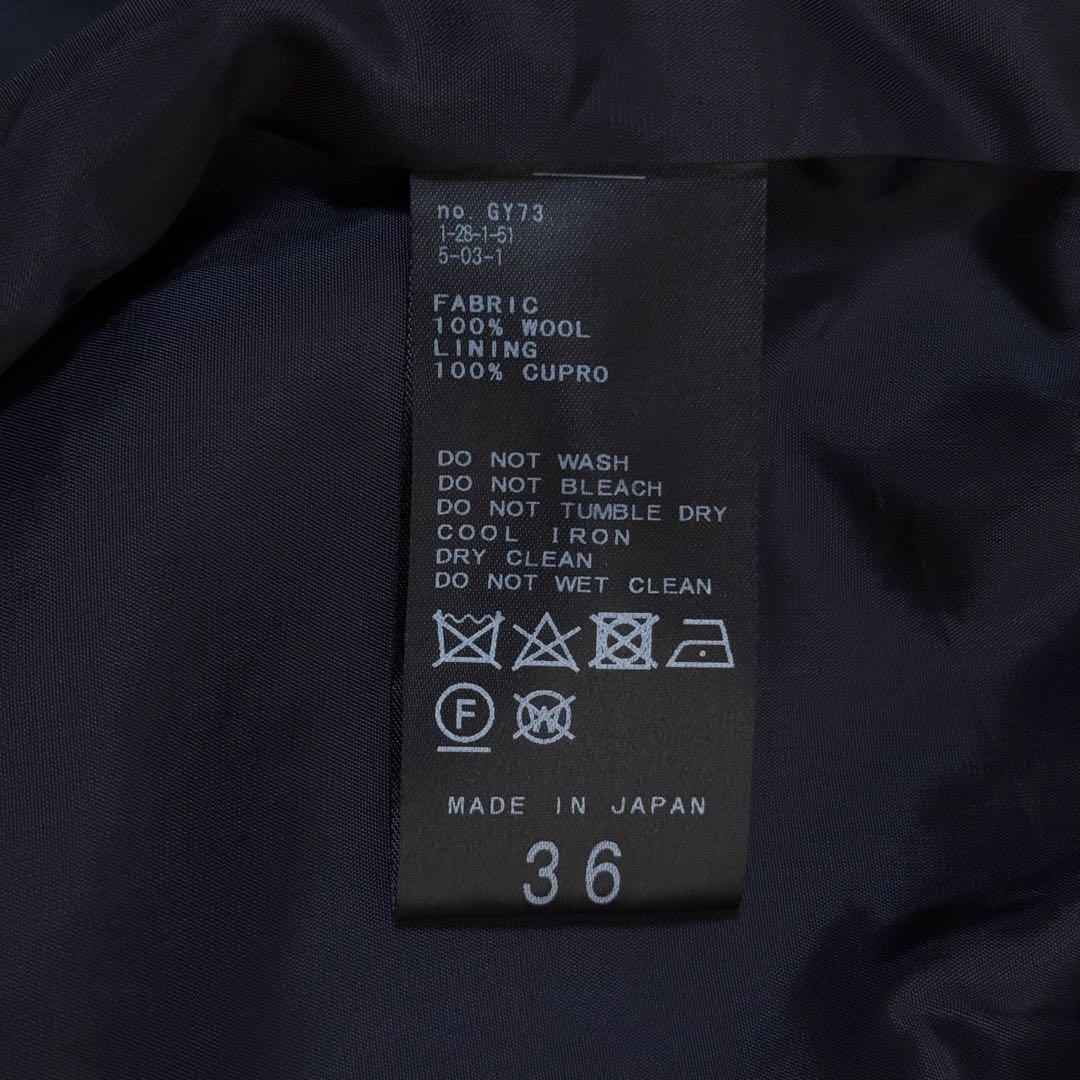 no. GY73
1-28-1-51
5-03-1
FABRIC
100% WOOL
LINING
100% CUPRO
DO NOT WASH
DO NOT BLEACH
DO NOT TUMBLE DRY
COOL IRON
DRY CLEAN
DO NOT WET CLEAN
F W
MADE IN JAPAN
36